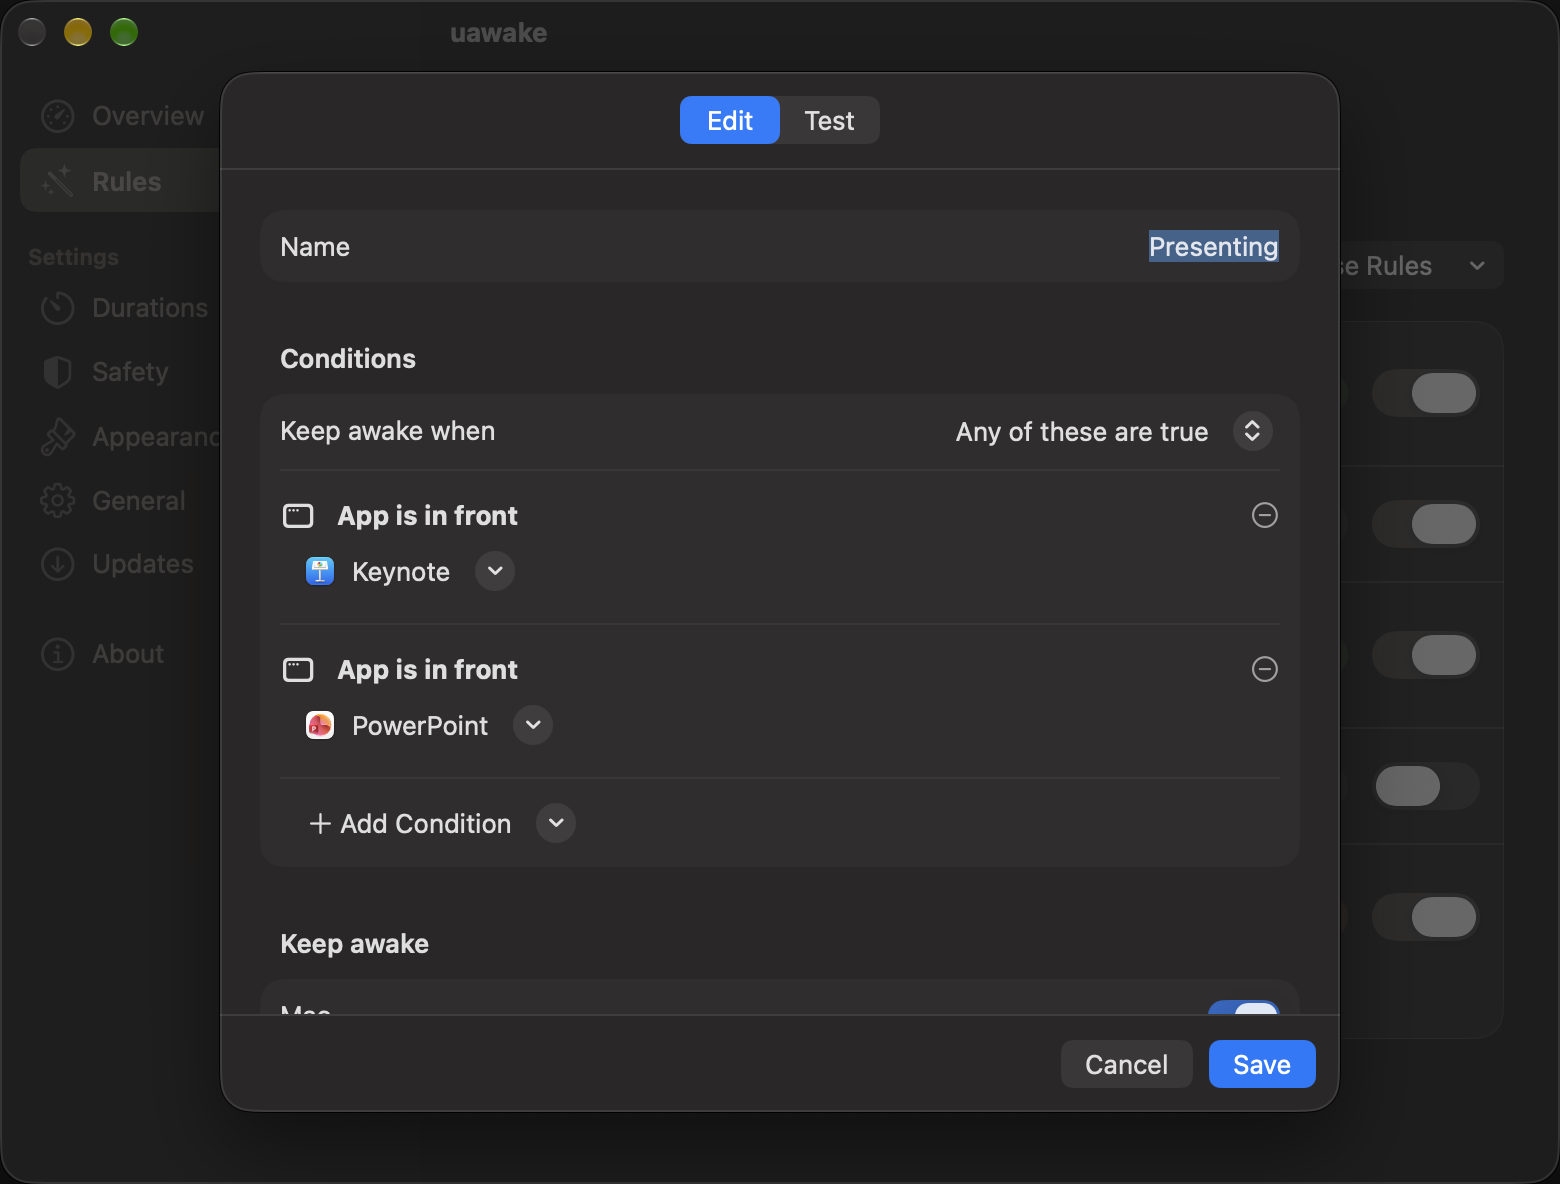 uawake
Overview
Rules
Settings
Durations
Safety
General
Updates
About
Edit
Test
Name
Presenting
Rules
Conditions
Keep awake when
Any of these are true
App is in front
Keynote
App is in front
PowerPoint
Add Condition
Keep awake
Cancel
Save